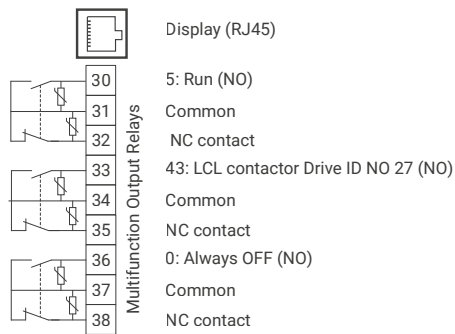 Display (RJ45)
30 5: Run (NO)
31 Common
32 NC contact
33 43: LCL contactor Drive ID NO 27 (NO)
34 Common
35 NC contact
36 0: Always OFF (NO)
37 Common
38 NC contact
Multifunction Output Relays